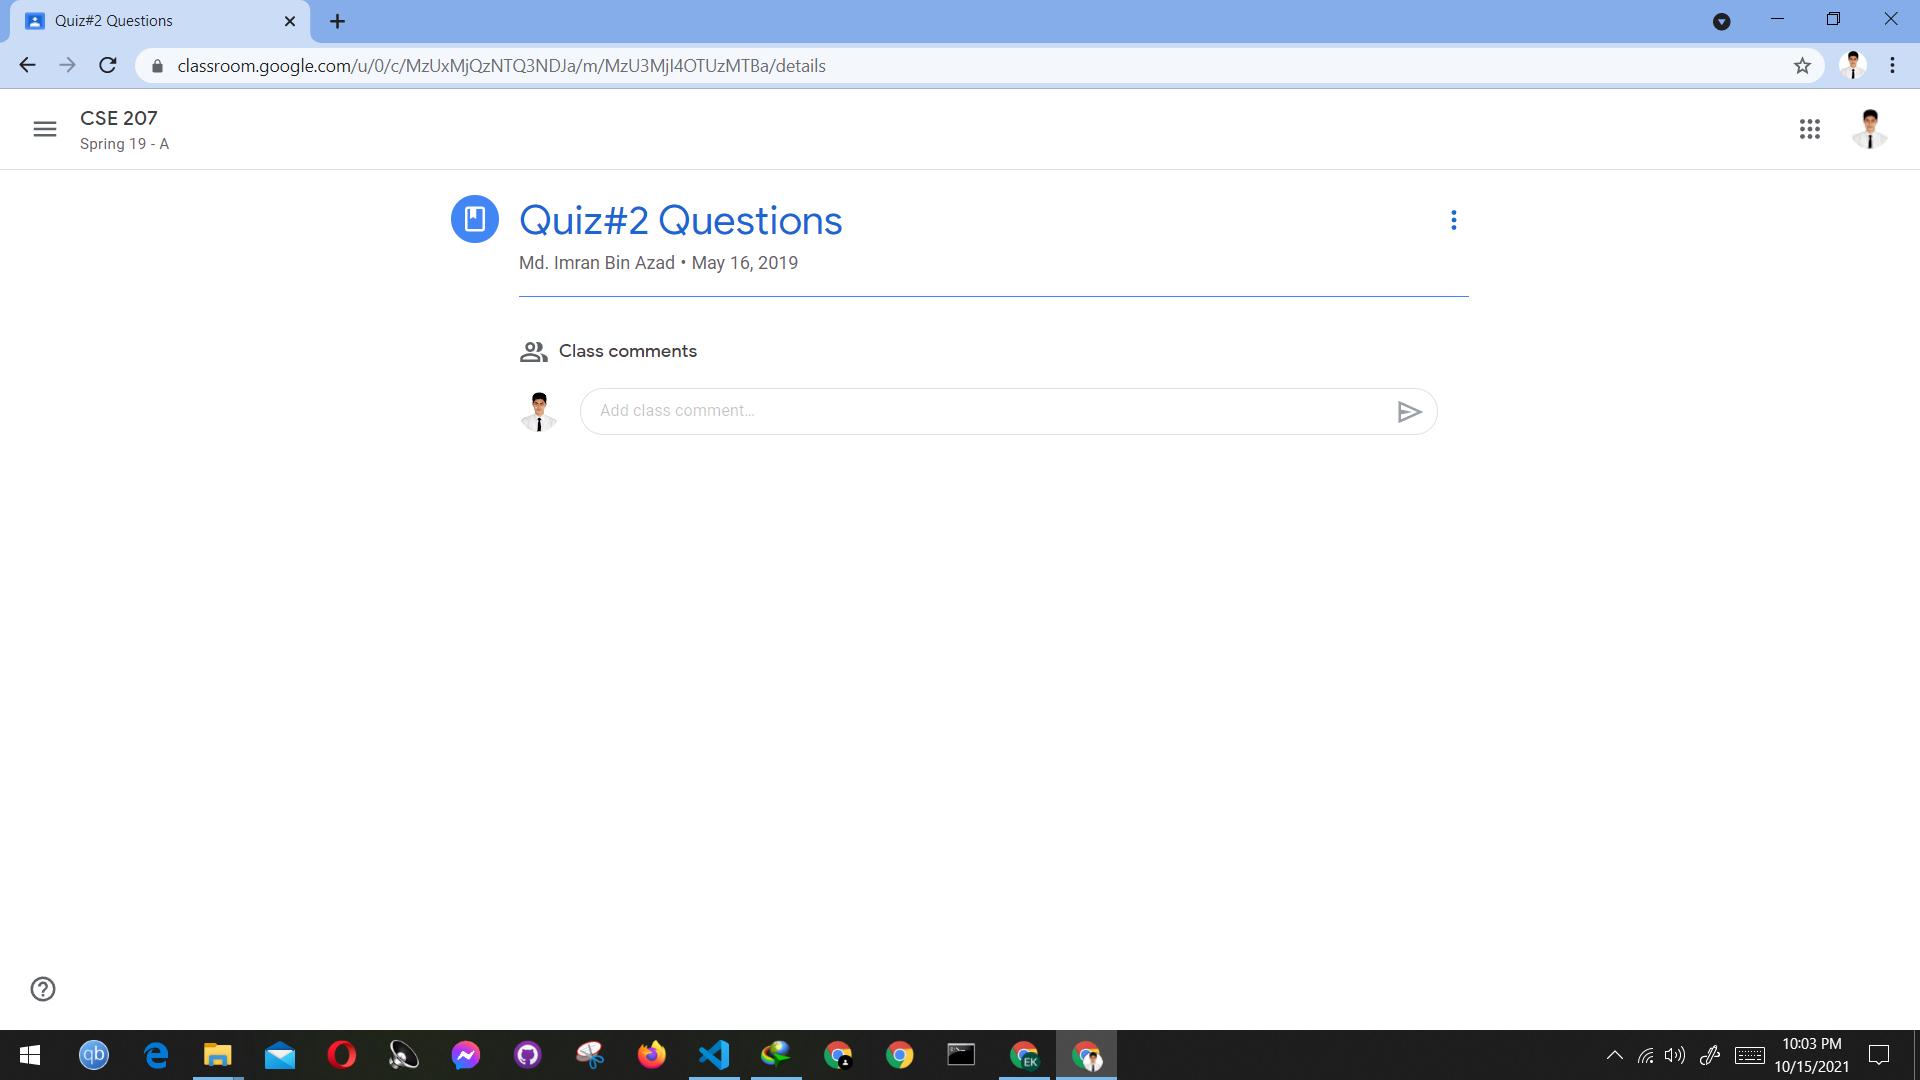 Quiz#2 Questions
classroom.google.com/u/0/c/MzUxMjQzNTQ3NDJa/m/MzU3MjI4OTUzMTBa/details
CSE 207
Spring 19 - A
Quiz#2 Questions
Md. Imran Bin Azad • May 16, 2019
Class comments
Add class comment...
qb
EK
10:03 PM
10/15/2021